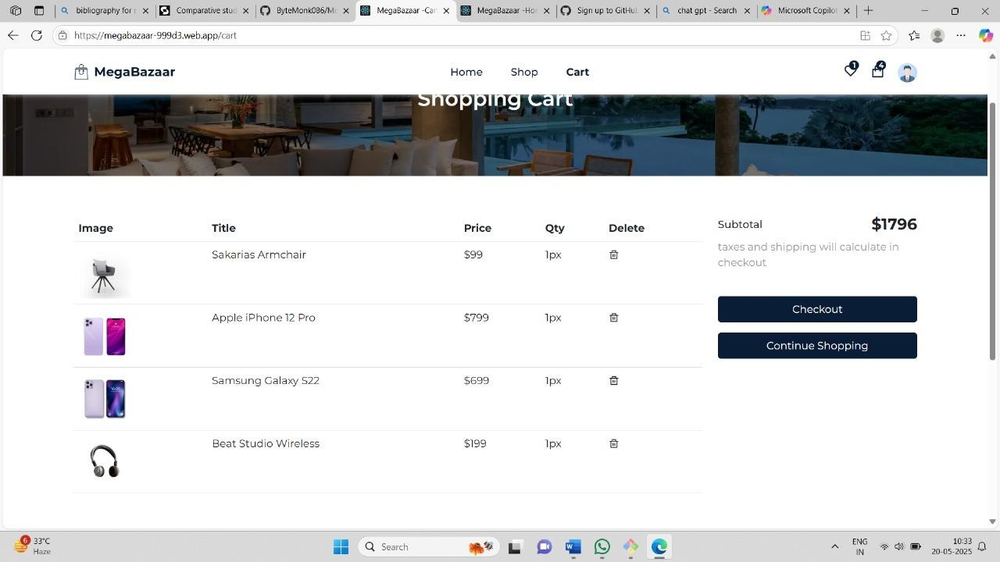 bibliography for r
Comparative stud
ByteMonk086/Me
MegaBazaar -Car
MegaBazaar -Hor
Sign up to GitHub
chat gpt - Search
Microsoft Copilot
https://megabazaar-999d3.web.app/cart
MegaBazaar
Home
Shop
Cart
1
4
Shopping Cart
Image Title Price Qty Delete
Sakarias Armchair $99 1px
Apple iPhone 12 Pro $799 1px
Samsung Galaxy S22 $699 1px
Beat Studio Wireless $199 1px
Subtotal $1796
taxes and shipping will calculate in
checkout
Checkout
Continue Shopping
6
33°C
Haze
Search
ENG
IN
10:33
20-05-2025